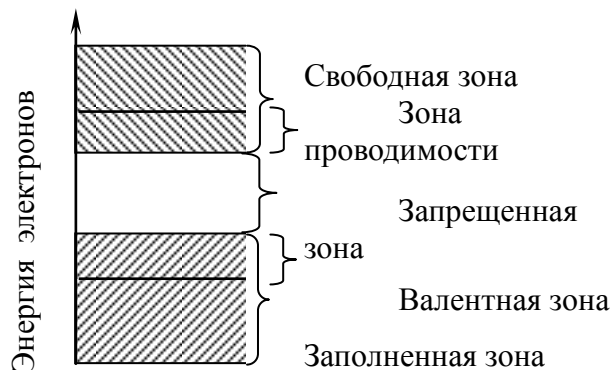 Энергия электронов
Свободная зона
Зона
проводимости
Запрещенная
зона
Валентная зона
Заполненная зона